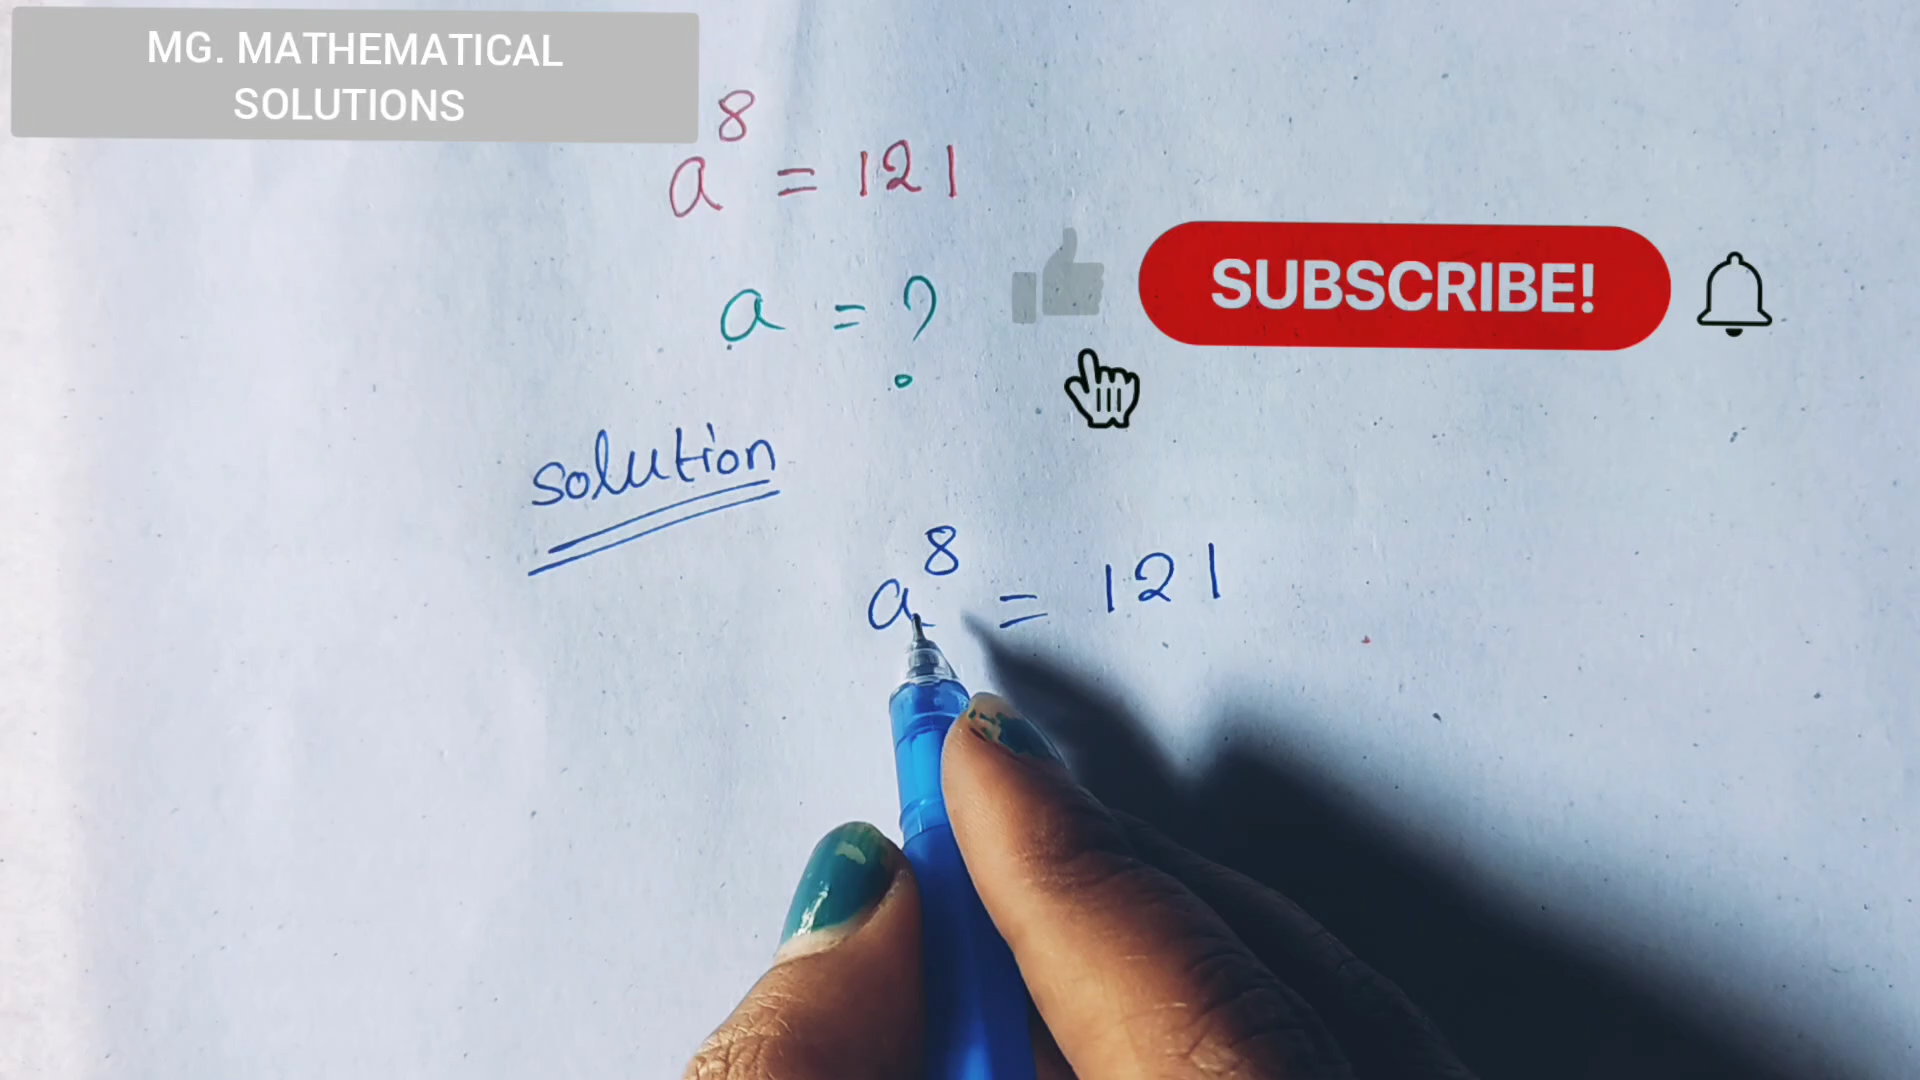 MG. MATHEMATICAL
SOLUTIONS
a⁸ = 121
a = ?
SUBSCRIBE!
solution
a⁸ = 121